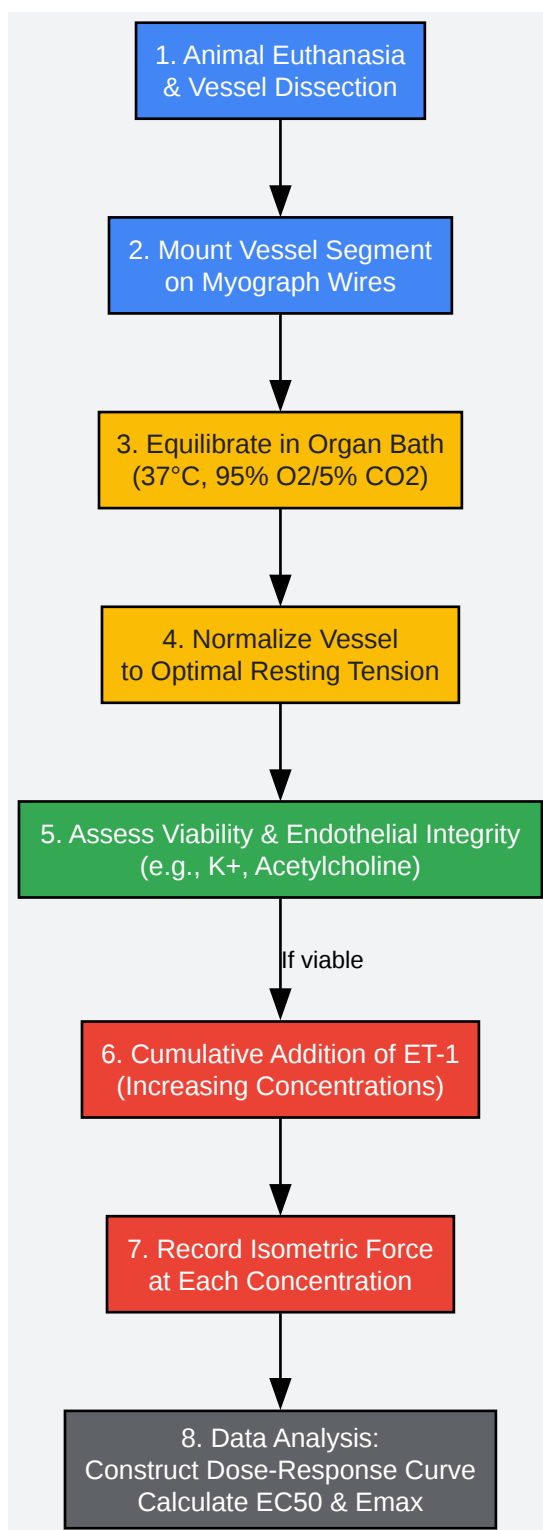 1. Animal Euthanasia
& Vessel Dissection
2. Mount Vessel Segment
on Myograph Wires
3. Equilibrate in Organ Bath
(37°C, 95% O2/5% CO2)
4. Normalize Vessel
to Optimal Resting Tension
5. Assess Viability & Endothelial Integrity
(e.g., K+, Acetylcholine)
If viable
6. Cumulative Addition of ET-1
(Increasing Concentrations)
7. Record Isometric Force
at Each Concentration
8. Data Analysis:
Construct Dose-Response Curve
Calculate EC50 & Emax